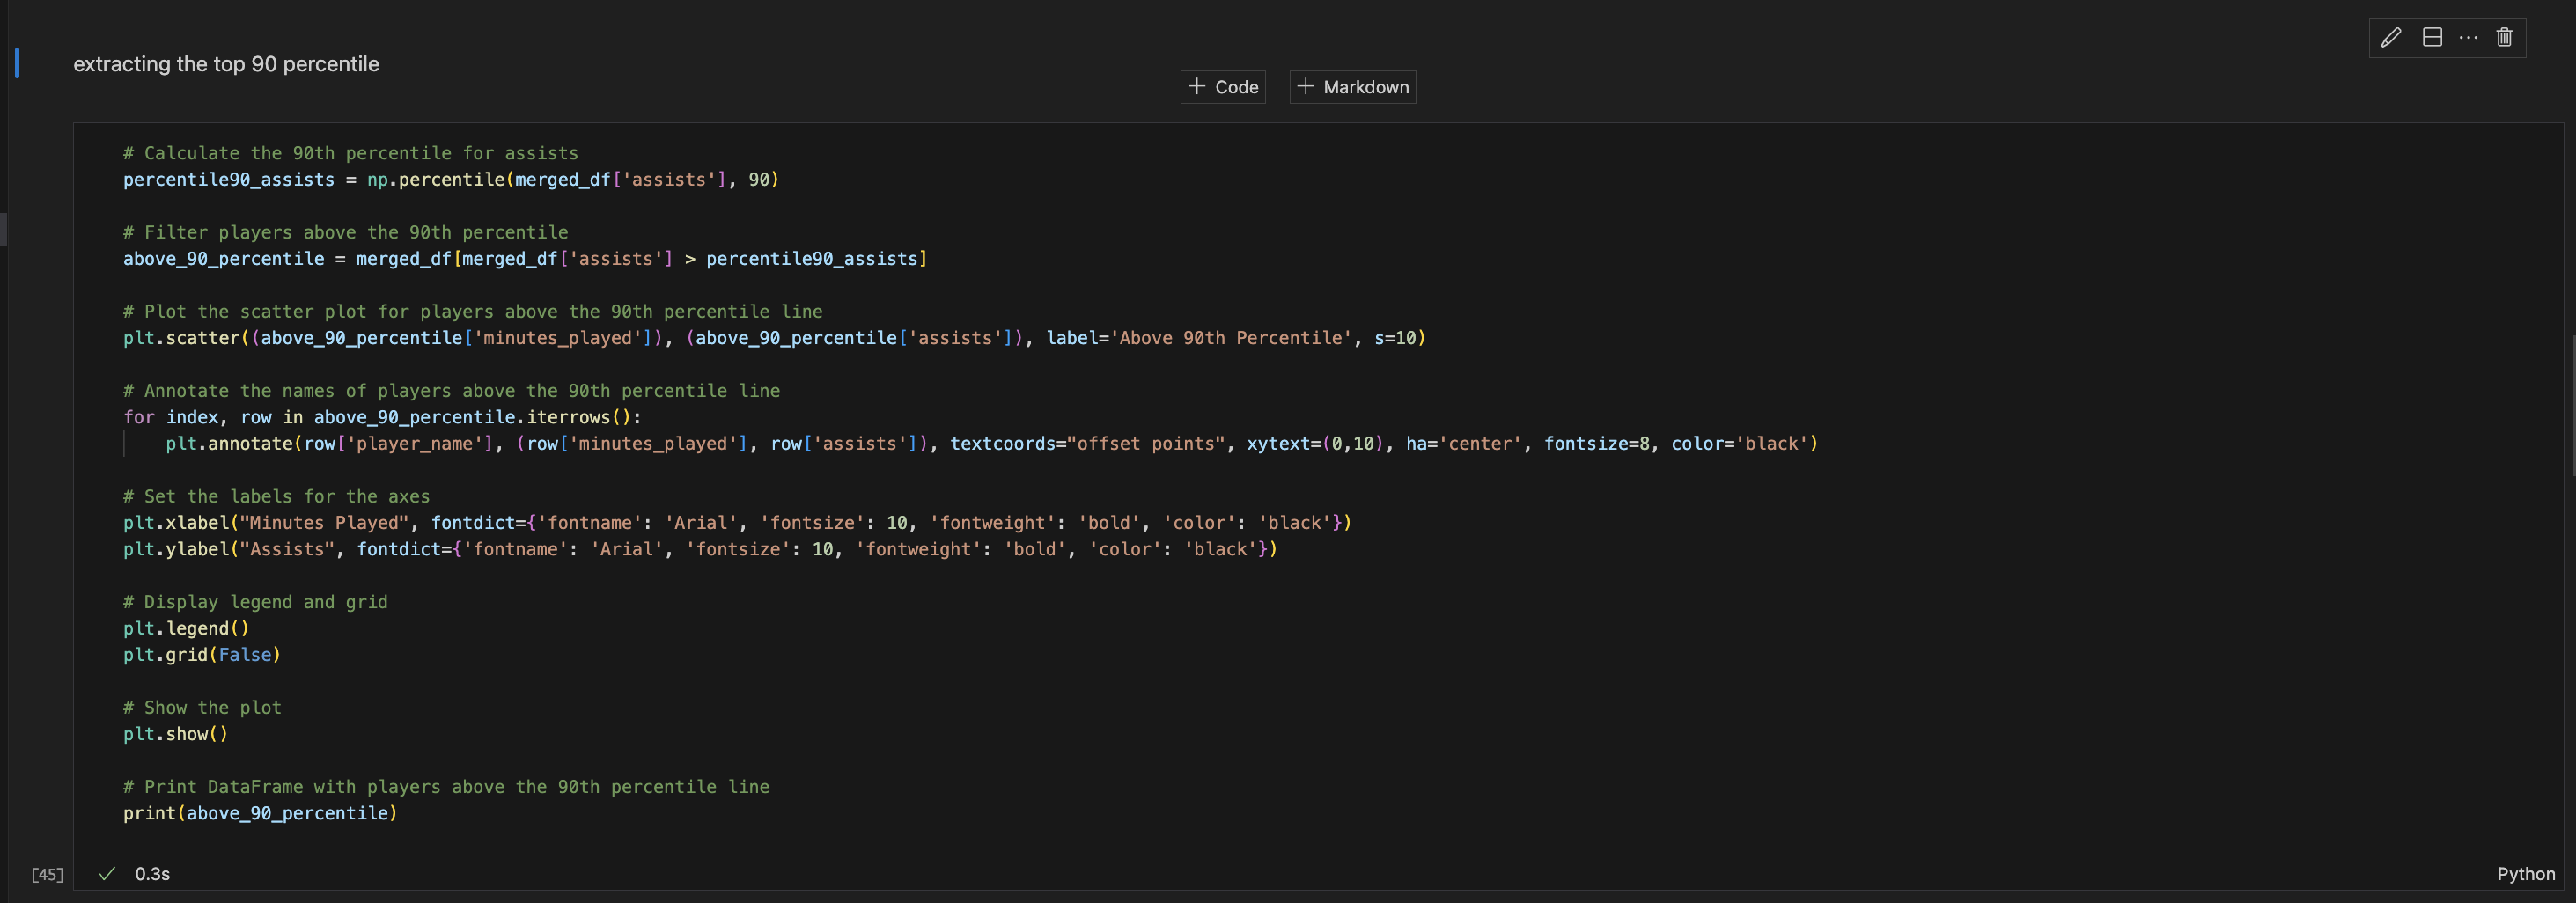 extracting the top 90 percentile
+ Code + Markdown
# Calculate the 90th percentile for assists
percentile90_assists = np.percentile(merged_df['assists'], 90)
# Filter players above the 90th percentile
above_90_percentile = merged_df[merged_df['assists'] > percentile90_assists]
# Plot the scatter plot for players above the 90th percentile line
plt.scatter((above_90_percentile['minutes_played']), (above_90_percentile['assists']), label='Above 90th Percentile', s=10)
# Annotate the names of players above the 90th percentile line
for index, row in above_90_percentile.iterrows():
    plt.annotate(row['player_name'], (row['minutes_played'], row['assists']), textcoords="offset points", xytext=(0,10), ha='center', fontsize=8, color='black')
# Set the labels for the axes
plt.xlabel("Minutes Played", fontdict={'fontname': 'Arial', 'fontsize': 10, 'fontweight': 'bold', 'color': 'black'})
plt.ylabel("Assists", fontdict={'fontname': 'Arial', 'fontsize': 10, 'fontweight': 'bold', 'color': 'black'})
# Display legend and grid
plt.legend()
plt.grid(False)
# Show the plot
plt.show()
# Print DataFrame with players above the 90th percentile line
print(above_90_percentile)
[45] ✓ 0.3s Python